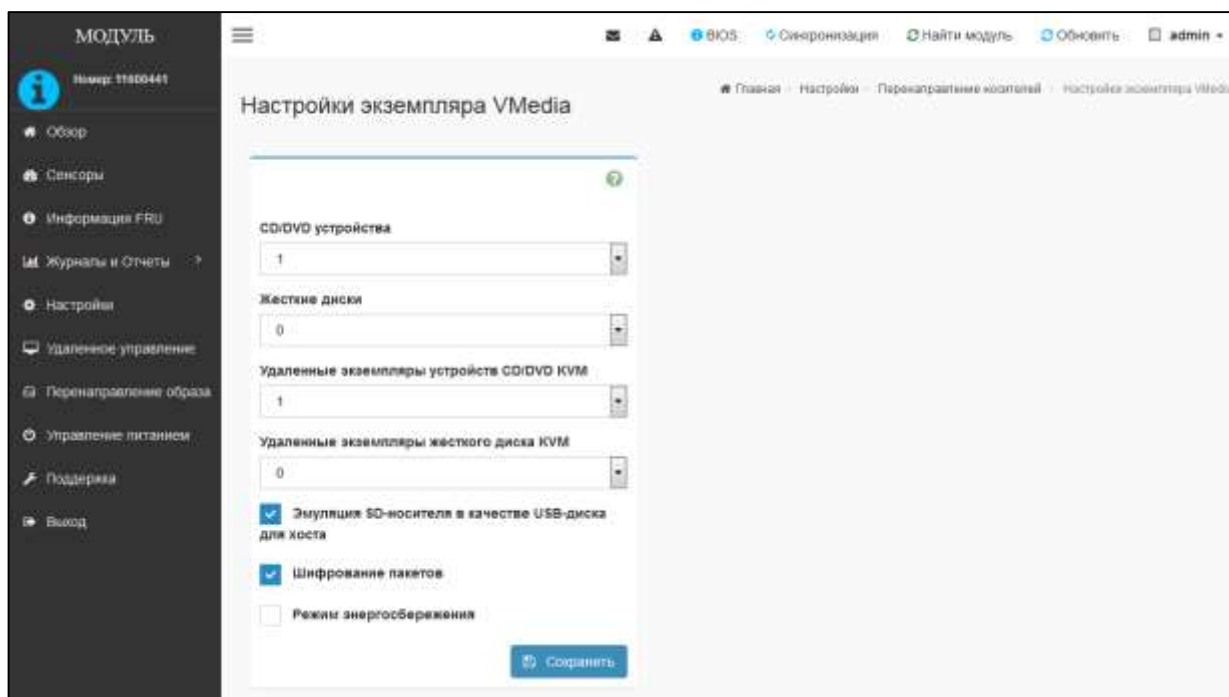 МОДУЛЬ
BIOS
Синхронизация
Найти модуль
Обновить
admin
Номер: 11600441
Главная
Настройки
Перенаправление носителей
Настройки экземпляра VMedia
Настройки экземпляра VMedia
Обзор
Сенсоры
Информация FRU
Журналы и Отчеты
Настройки
Удаленное управление
Перенаправление образа
Управление питанием
Поддержка
Выход
CD/DVD устройства
1
Жесткие диски
0
Удаленные экземпляры устройств CD/DVD KVM
1
Удаленные экземпляры жесткого диска KVM
0
Эмуляция SD-носителя в качестве USB-диска
для хоста
Шифрование пакетов
Режим энергосбережения
Сохранить